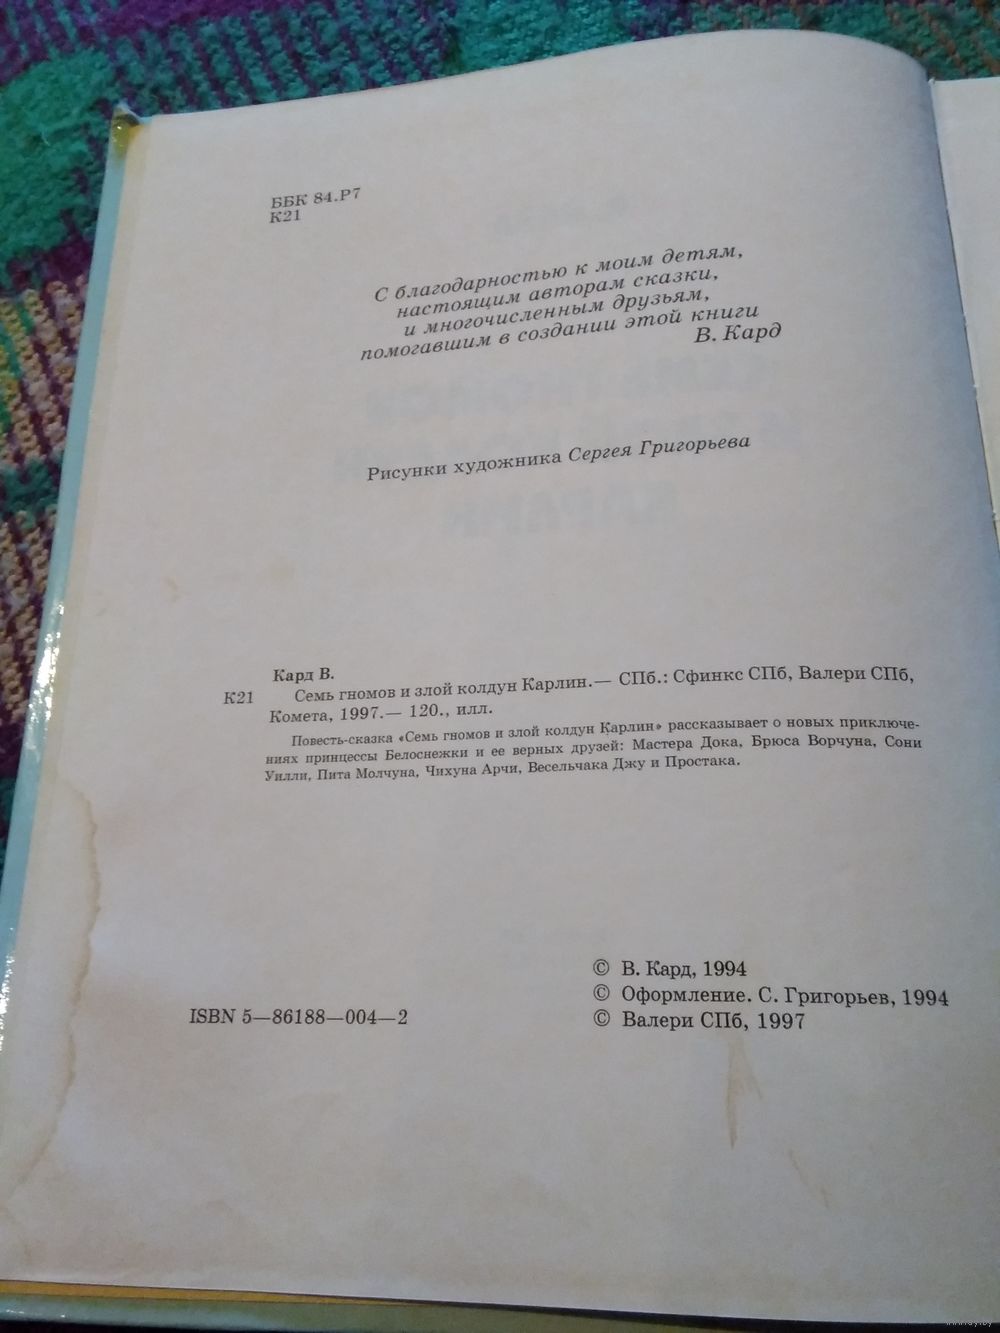 ББК 84.Р7
К21
С благодарностью к моим детям,
настоящим авторам сказки,
и многочисленным друзьям,
помогавшим в создании этой книги
В. Кард
Рисунки художника Сергея Григорьева
Кард В.
К21 Семь гномов и злой колдун Карлин.— СПб.: Сфинкс СПб, Валери СПб,
Комета, 1997.— 120., илл.
Повесть-сказка «Семь гномов и злой колдун Карлин» рассказывает о новых приключе-
ниях принцессы Белоснежки и ее верных друзей: Мастера Дока, Брюса Ворчуна, Сони
Уилли, Пита Молчуна, Чихуна Арчи, Весельчака Джу и Простака.
© В. Кард, 1994
© Оформление. С. Григорьев, 1994
ISBN 5—86188—004—2 © Валери СПб, 1997